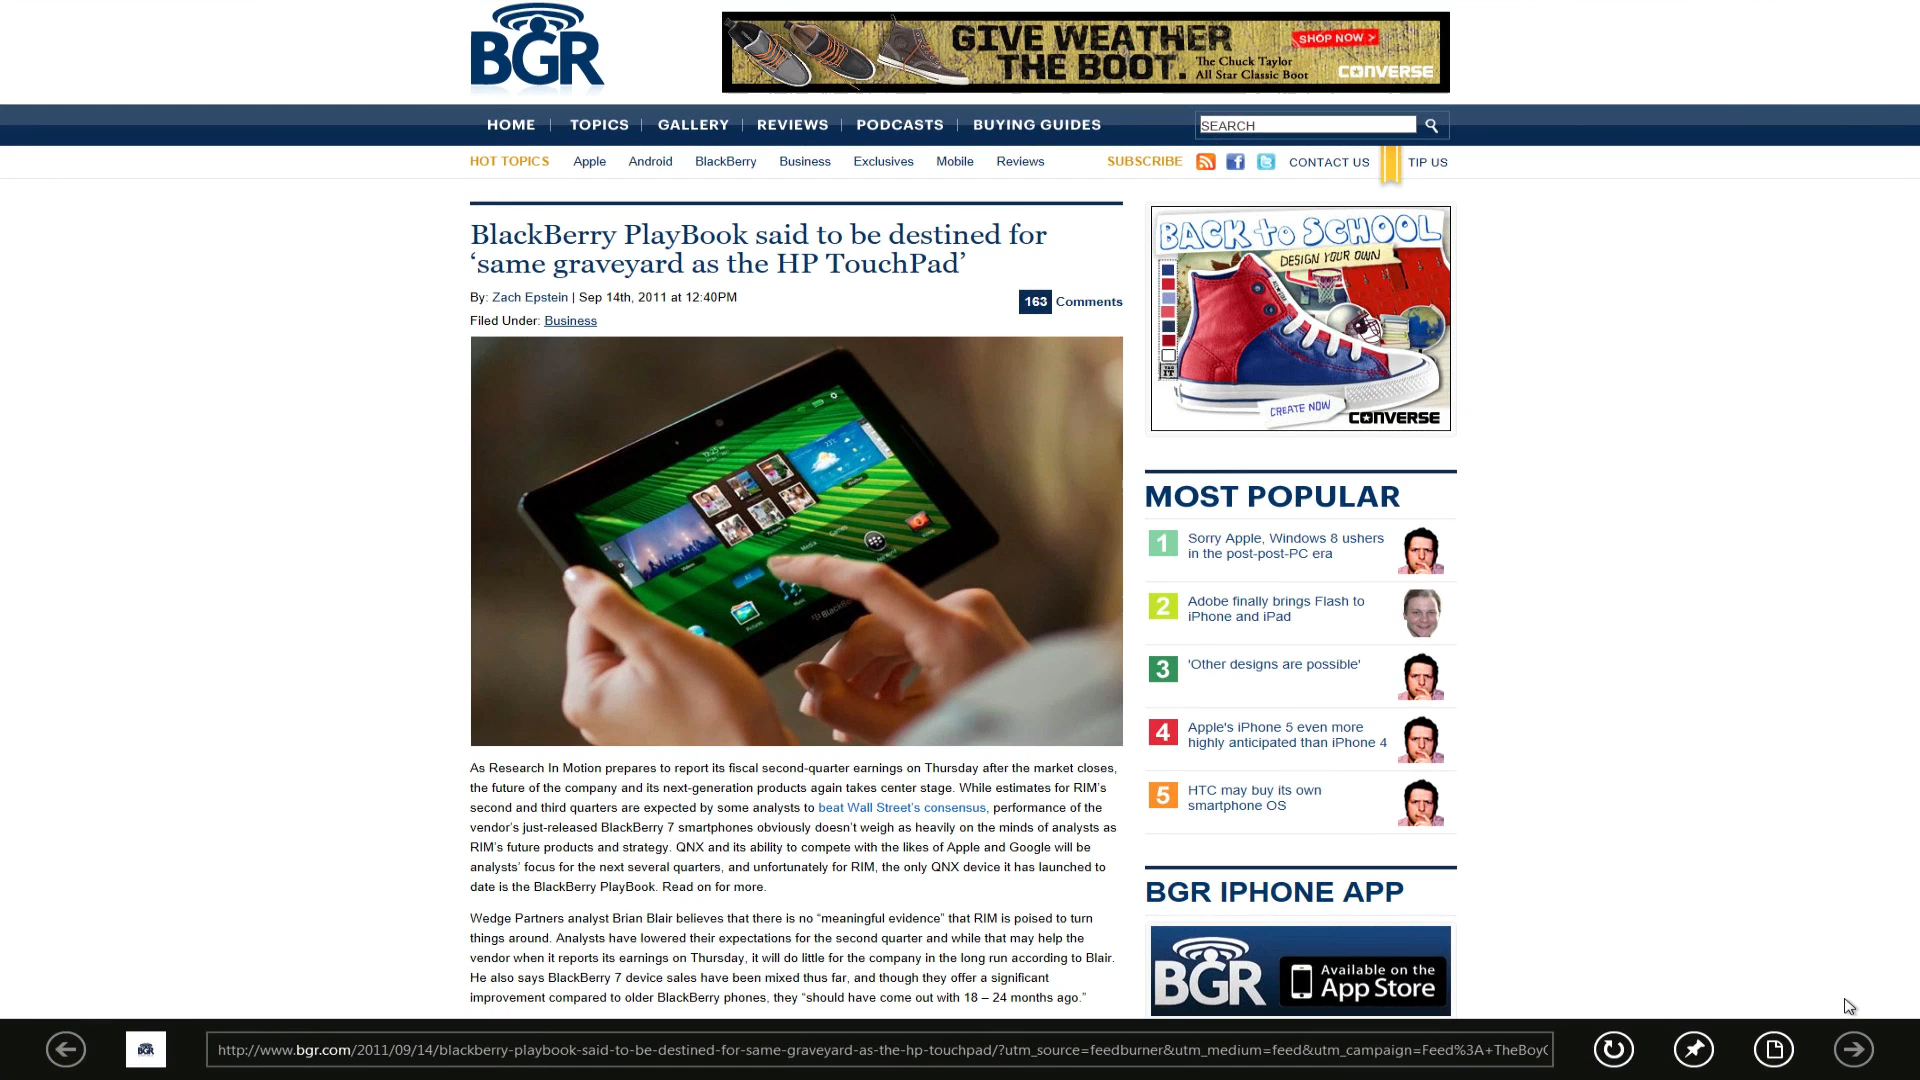 BGR
GIVE WEATHER
THE BOOT.
The Chuck Taylor
All Star Classic Boot
SHOP NOW >
CONVERSE
HOME
TOPICS
GALLERY
REVIEWS
PODCASTS
BUYING GUIDES
SEARCH
HOT TOPICS
Apple
Android
BlackBerry
Business
Exclusives
Mobile
Reviews
SUBSCRIBE
CONTACT US
TIP US
BlackBerry PlayBook said to be destined for
‘same graveyard as the HP TouchPad’
By: Zach Epstein | Sep 14th, 2011 at 12:40PM
163 Comments
Filed Under: Business
As Research In Motion prepares to report its fiscal second-quarter earnings on Thursday after the market closes,
the future of the company and its next-generation products again takes center stage. While estimates for RIM’s
second and third quarters are expected by some analysts to beat Wall Street’s consensus, performance of the
vendor’s just-released BlackBerry 7 smartphones obviously doesn’t weigh as heavily on the minds of analysts as
RIM’s future products and strategy. QNX and its ability to compete with the likes of Apple and Google will be
analysts’ focus for the next several quarters, and unfortunately for RIM, the only QNX device it has launched to
date is the BlackBerry PlayBook. Read on for more.
Wedge Partners analyst Brian Blair believes that there is no “meaningful evidence” that RIM is poised to turn
things around. Analysts have lowered their expectations for the second quarter and while that may help the
vendor when it reports its earnings on Thursday, it will do little for the company in the long run according to Blair.
He also says BlackBerry 7 device sales have been mixed thus far, and though they offer a significant
improvement compared to older BlackBerry phones, they “should have come out with 18 – 24 months ago.”
BACK to SCHOOL
DESIGN YOUR OWN
CREATE NOW
CONVERSE
MOST POPULAR
1
Sorry Apple, Windows 8 ushers
in the post-post-PC era
2
Adobe finally brings Flash to
iPhone and iPad
3
'Other designs are possible'
4
Apple's iPhone 5 even more
highly anticipated than iPhone 4
5
HTC may buy its own
smartphone OS
BGR IPHONE APP
BGR
Available on the
App Store
BGR
http://www.bgr.com/2011/09/14/blackberry-playbook-said-to-be-destined-for-same-graveyard-as-the-hp-touchpad/?utm_source=feedburner&utm_medium=feed&utm_campaign=Feed%3A+TheBoy